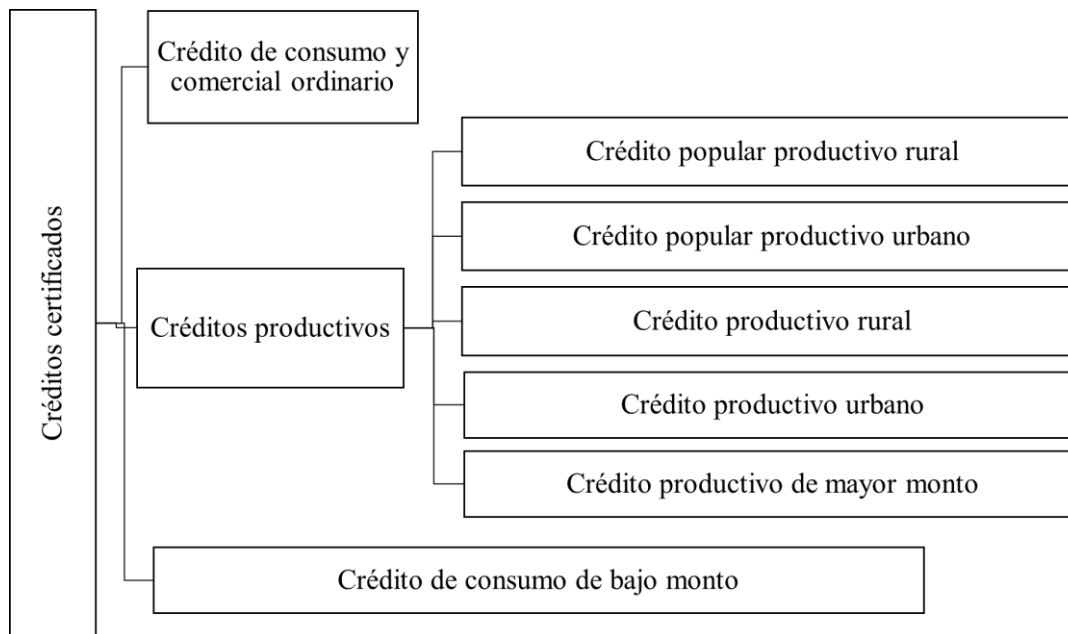 Créditos certificados
Crédito de consumo y
comercial ordinario
Créditos productivos
Crédito popular productivo rural
Crédito popular productivo urbano
Crédito productivo rural
Crédito productivo urbano
Crédito productivo de mayor monto
Crédito de consumo de bajo monto